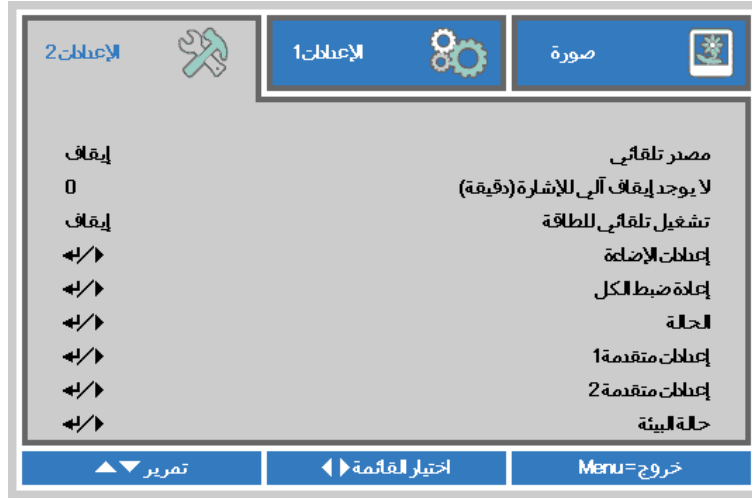 صورة
الإعدادات 1
الإعدادات 2
مصدر تلقائي إيقاف
لا يوجد إيقاف آلي للإشارة (دقيقة) 0
تشغيل تلقائي للطاقة إيقاف
إعدادات الإضاءة
إعادة ضبط الكل
الحالة
إعدادات متقدمة 1
إعدادات متقدمة 2
حالة البيئة
خروج=Menu اختيار القائمة تمرير